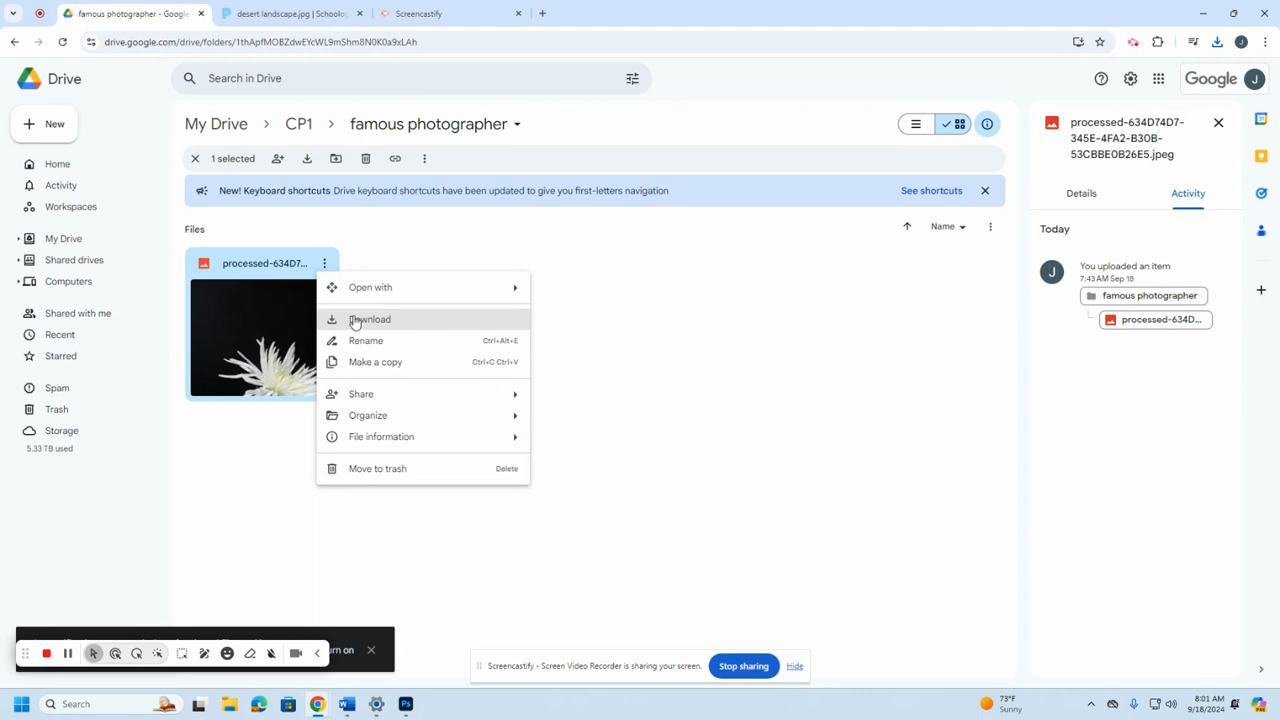 famous photographer - Google
desert landscape.jpg | Schoolog
Screencastify
drive.google.com/drive/folders/1thApfMOBZdwEYcWL9mShm8N0K0a9xLAh
Drive
Search in Drive
Google
J
New
Home
Activity
Workspaces
My Drive
Shared drives
Computers
Shared with me
Recent
Starred
Spam
Trash
Storage
5.33 TB used
My Drive
CP1
famous photographer
1 selected
New! Keyboard shortcuts Drive keyboard shortcuts have been updated to give you first-letters navigation
See shortcuts
Files
Name
processed-634D7...
Open with
Download
Rename Ctrl+Alt+E
Make a copy Ctrl+C Ctrl+V
Share
Organize
File information
Move to trash Delete
processed-634D74D7-
345E-4FA2-B30B-
53CBBE0B26E5.jpeg
Details
Activity
Today
J
You uploaded an item
7:43 AM Sep 18
famous photographer
processed-634D...
urn on
Screencastify - Screen Video Recorder is sharing your screen.
Stop sharing
Hide
Search
73°F
Sunny
8:01 AM
9/18/2024